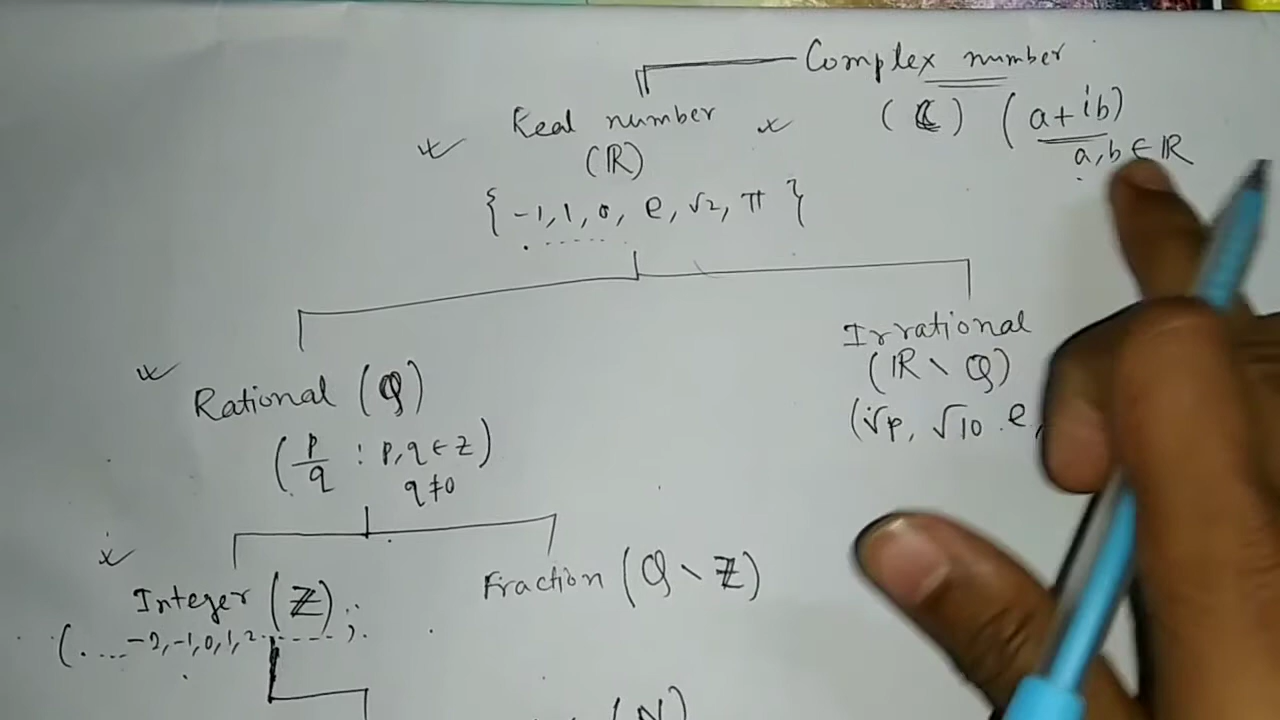 Complex number
Real number
(ℂ) (a+ib)
a,b∈ℝ
(ℝ)
{-1, 1, 0, e, √2, π}
Irrational
(ℝ∖ℚ)
Rational (ℚ)
(√p, √10 e,
(p/q : p,q∈Z)
q≠0
Integer (ℤ)
Fraction (ℚ∖ℤ)
(....-2,-1,0,1,2-----).
(N)